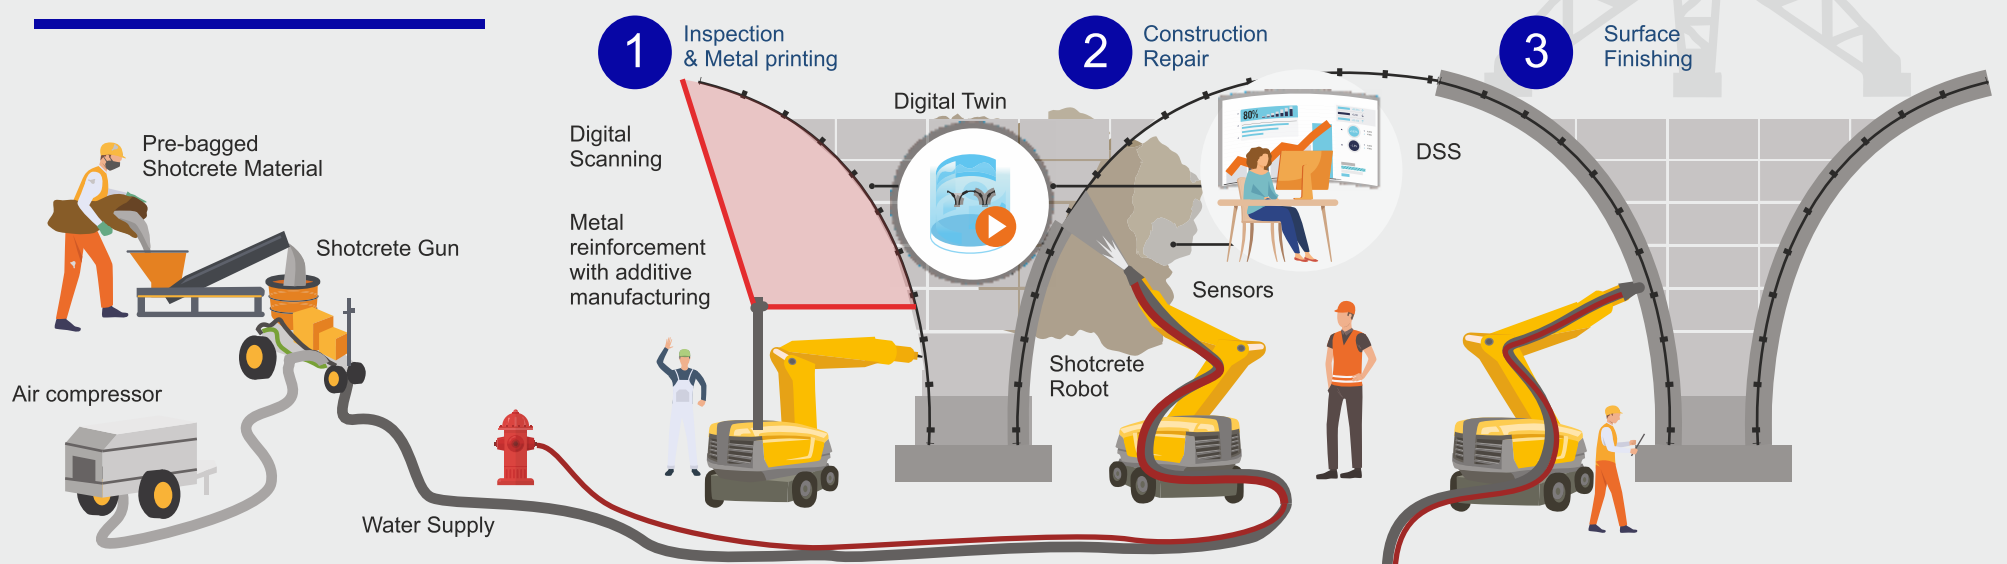 1
Inspection
& Metal printing
2
Construction
Repair
3
Surface
Finishing
Digital Twin
80%
Digital
Scanning
Pre-bagged
Shotcrete Material
DSS
Metal
reinforcement
with additive
manufacturing
Shotcrete Gun
Sensors
Shotcrete
Robot
Air compressor
Water Supply